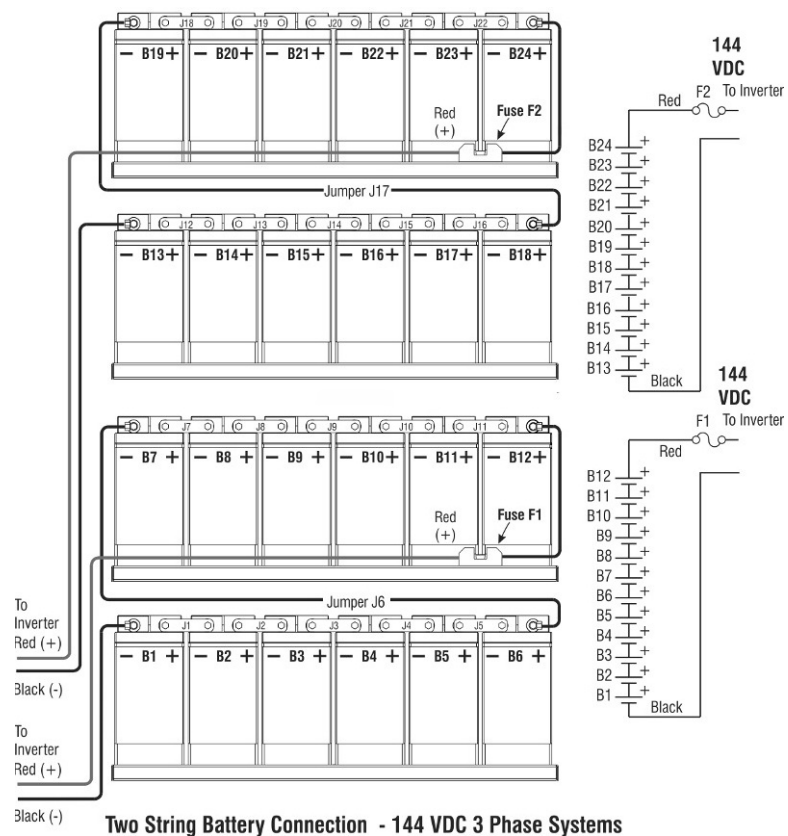 J18 J19 J20 J21 J22
− B19+ − B20+ − B21+ − B22+ − B23+ − B24+
Red
(+)
Fuse F2
Jumper J17
J12 J13 J14 J15 J16
− B13+ − B14+ − B15+ − B16+ − B17+ − B18+
J7 J8 J9 J10 J11
− B7 + − B8 + − B9 + − B10+ − B11+ − B12+
Red
(+)
Fuse F1
Jumper J6
J1 J2 J3 J4 J5
− B1 + − B2 + − B3 + − B4 + − B5 + − B6 +
To
Inverter
Red (+)
Black (-)
To
Inverter
Red (+)
Black (-)
144
VDC
F2 To Inverter
Red
B24 +
B23 +
B22 +
B21 +
B20 +
B19 +
B18 +
B17 +
B16 +
B15 +
B14 +
B13 +
Black
144
VDC
F1 To Inverter
Red
B12 +
B11 +
B10 +
B9 +
B8 +
B7 +
B6 +
B5 +
B4 +
B3 +
B2 +
B1 +
Black
Two String Battery Connection - 144 VDC 3 Phase Systems